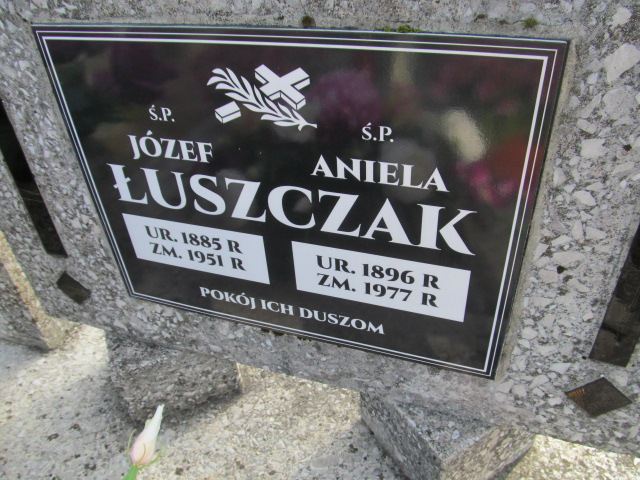 Ś.P.
JÓZEF
Ś.P.
ANIELA
ŁUSZCZAK
UR. 1885 R
ZM. 1951 R
UR. 1896 R
ZM. 1977 R
POKÓJ ICH DUSZOM